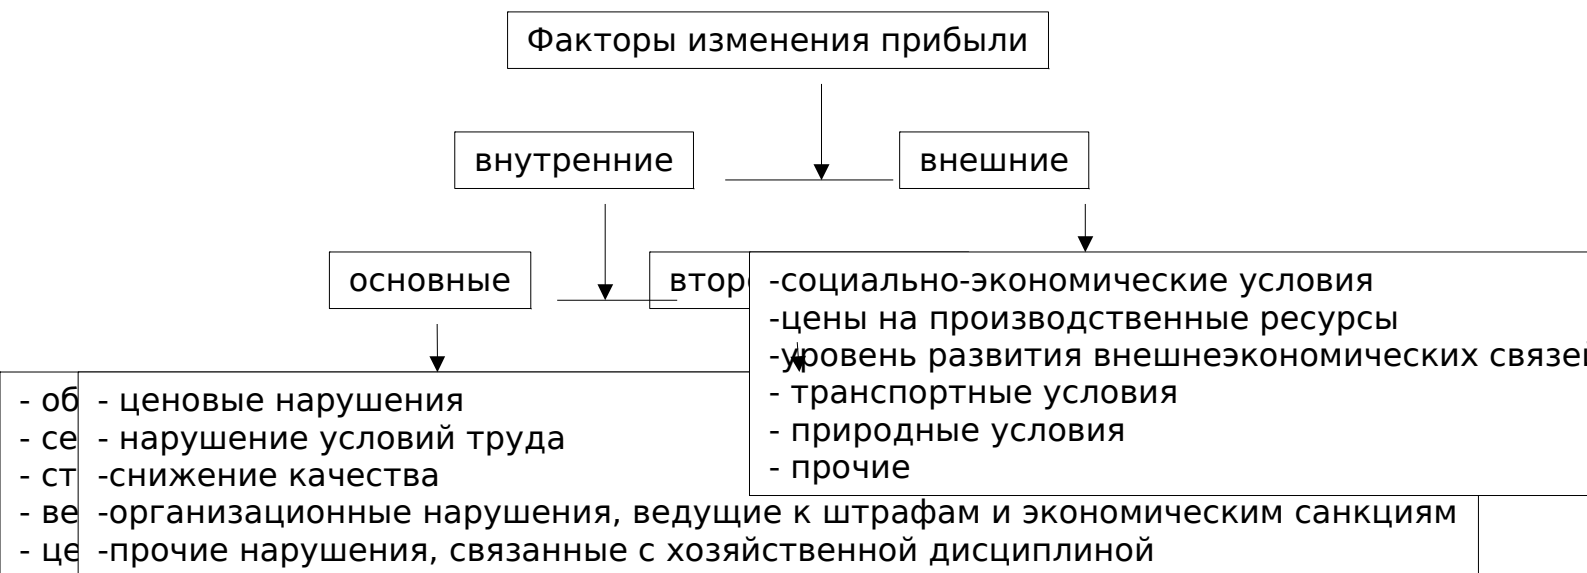 Факторы изменения прибыли
внутренние
внешние
основные
-социально-экономические условия
-цены на производственные ресурсы
-уровень развития внешнеэкономических связей
- транспортные условия
- природные условия
- прочие
- ценовые нарушения
- нарушение условий труда
-снижение качества
-организационные нарушения, ведущие к штрафам и экономическим санкциям
-прочие нарушения, связанные с хозяйственной дисциплиной